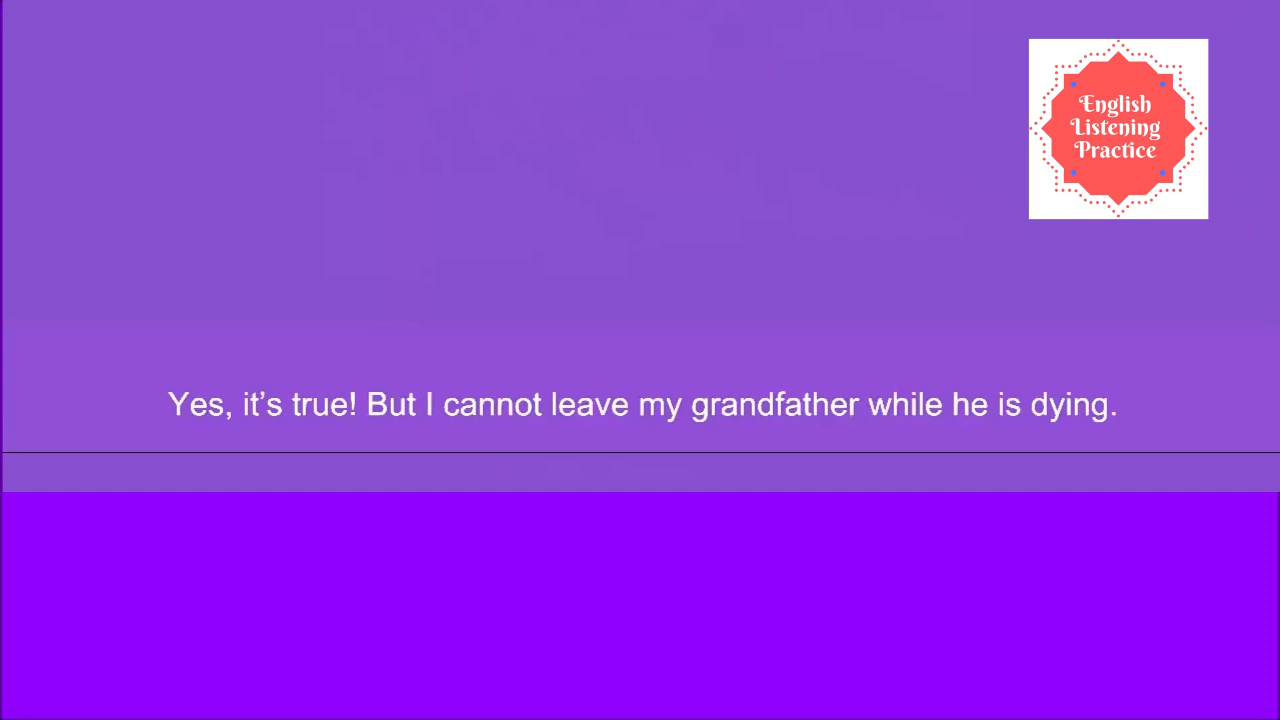 English
Listening
Practice
Yes, it’s true! But I cannot leave my grandfather while he is dying.